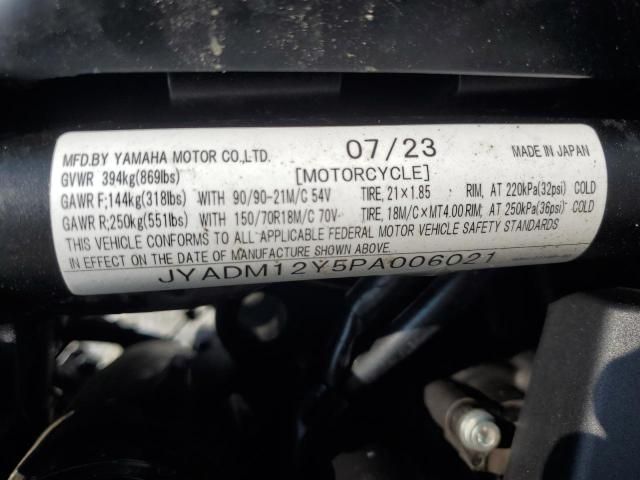 MFD.BY YAMAHA MOTOR CO.,LTD. 07/23 MADE IN JAPAN
GVWR 394kg(869lbs) [MOTORCYCLE]
GAWR F;144kg(318lbs) WITH 90/90-21M/C 54V TIRE, 21×1.85 RIM, AT 220kPa(32psi) COLD
GAWR R;250kg(551lbs) WITH 150/70R18M/C 70V TIRE, 18M/C×MT4.00 RIM, AT 250kPa(36psi) COLD
THIS VEHICLE CONFORMS TO ALL APPLICABLE FEDERAL MOTOR VEHICLE SAFETY STANDARDS
IN EFFECT ON THE DATE OF MANUFACTURE SHOWN ABOVE.
JYADM12Y5PA006021